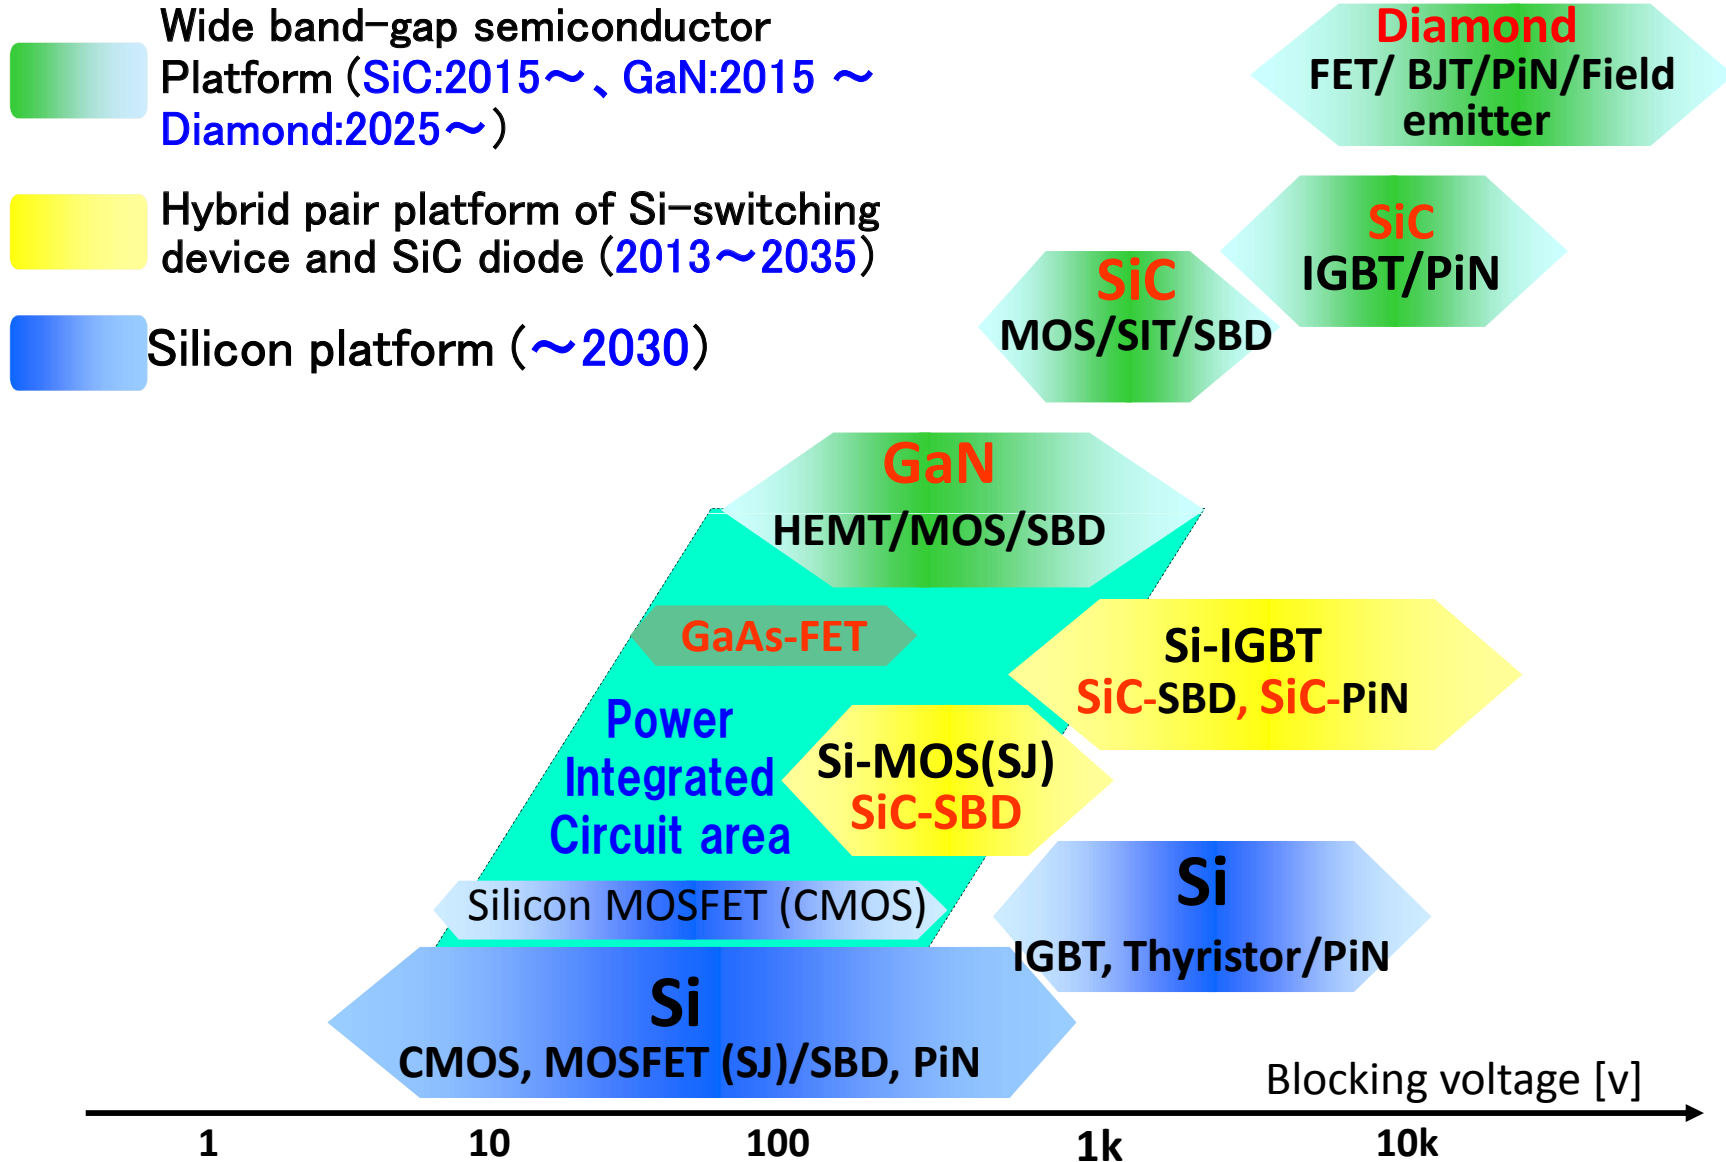 Wide band-gap semiconductor
Platform (SiC:2015～、GaN:2015 ～
Diamond:2025～)
Hybrid pair platform of Si-switching
device and SiC diode (2013～2035)
Silicon platform (～2030)
Diamond
FET/ BJT/PiN/Field
emitter
SiC
IGBT/PiN
SiC
MOS/SIT/SBD
GaN
HEMT/MOS/SBD
GaAs-FET
Si-IGBT
SiC-SBD, SiC-PiN
Power
Integrated
Circuit area
Si-MOS(SJ)
SiC-SBD
Silicon MOSFET (CMOS)
Si
IGBT, Thyristor/PiN
Si
CMOS, MOSFET (SJ)/SBD, PiN
Blocking voltage [v]
1 10 100 1k 10k